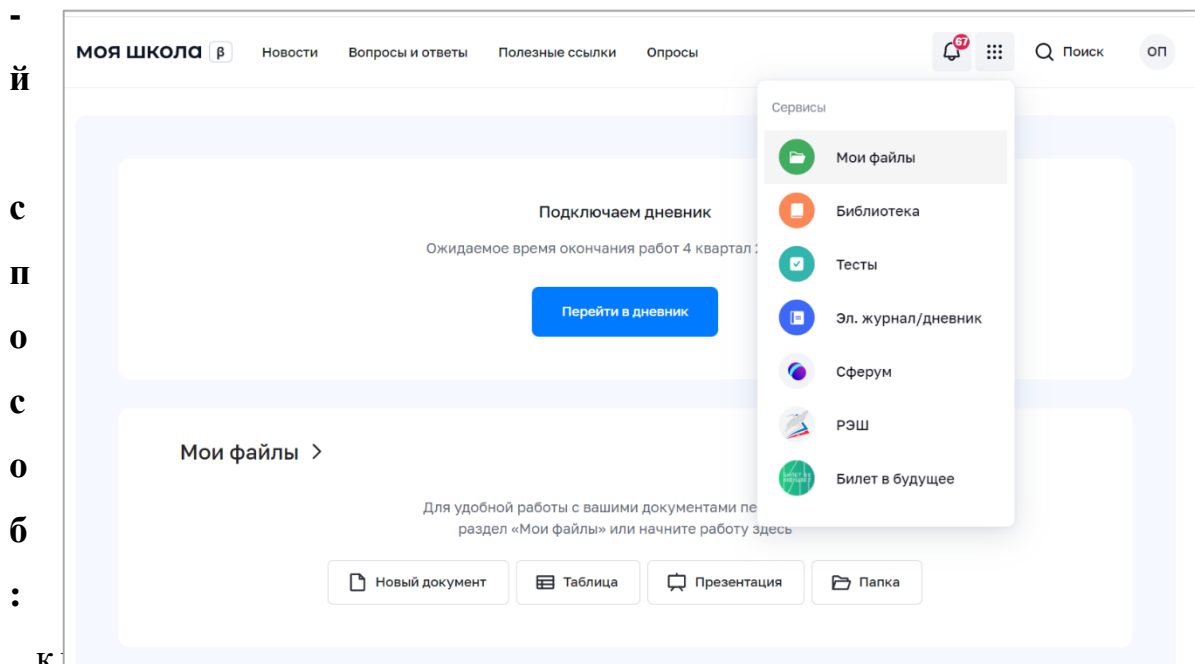 -
й
с
п
о
с
о
б
:
моя школа β Новости Вопросы и ответы Полезные ссылки Опросы 67 Поиск ОП
Сервисы
Мои файлы
Библиотека
Тесты
Эл. журнал/дневник
Сферум
РЭШ
Билет в будущее
Подключаем дневник
Ожидаемое время окончания работ 4 квартал
Перейти в дневник
Мои файлы >
Для удобной работы с вашими документами
раздел «Мои файлы» или начните работу здесь
Новый документ Таблица Презентация Папка